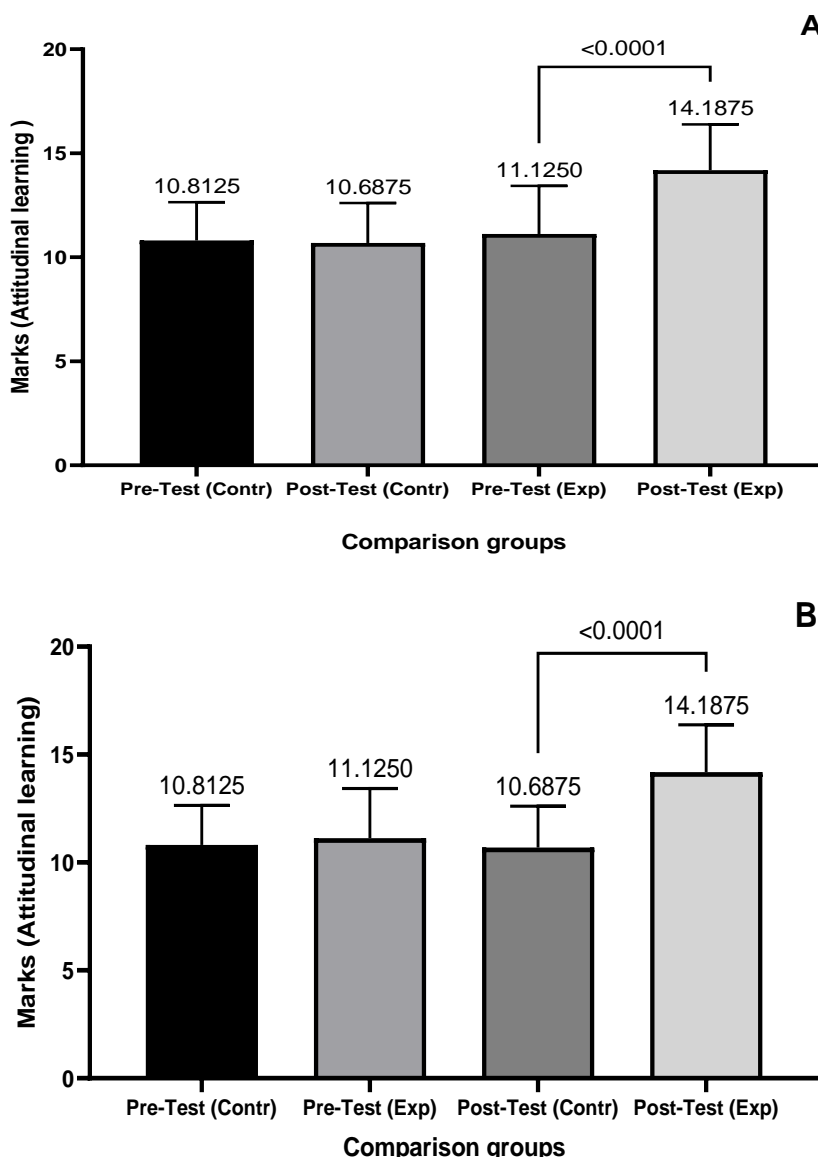 A
<0.0001
20
14.1875
15
10.8125
10.6875
11.1250
10
5
0
Marks (Attitudinal learning )
Pre-Test (Contr) Post-Test (Contr) Pre-Test (Exp) Post-Test (Exp)
Comparison groups
B
<0.0001
20
14.1875
15
10.8125
11.1250
10.6875
10
5
0
Marks (Attitudinal learning)
Pre-Test (Contr) Pre-Test (Exp) Post-Test (Contr) Post-Test (Exp)
Comparison groups